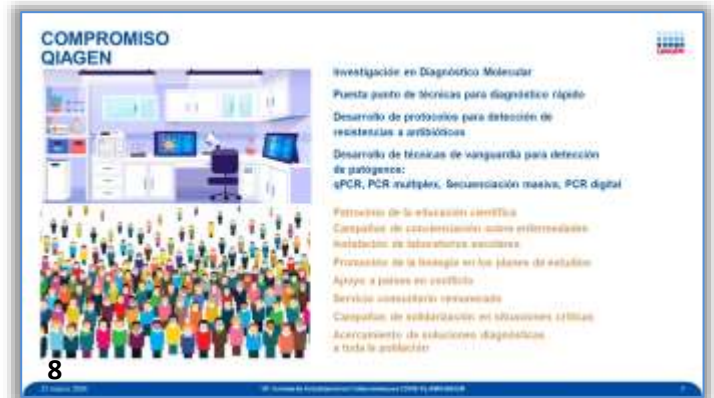 COMPROMISO
QIAGEN
Investigación en Diagnóstico Molecular
Puesta punto de técnicas para diagnóstico rápido
Desarrollo de protocolos para detección de
resistencias a antibióticos
Desarrollo de técnicas de vanguardia para detección
de patógenos:
qPCR, PCR multiplex, Secuenciación masiva, PCR digital
Patrocinio de la educación científica
Campañas de concienciación sobre enfermedades
Instalación de laboratorios escolares
Promoción de la biología en los planes de estudios
Apoyo a países en conflicto
Servicio comunitario remunerado
Campañas de solidarización en situaciones críticas
Acercamiento de soluciones diagnósticas
a toda la población
8